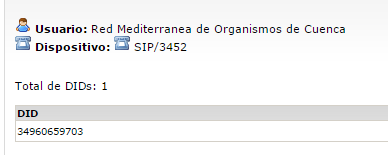 Usuario: Red Mediterranea de Organismos de Cuenca
Dispositivo: SIP/3452
Total de DIDs: 1
DID
34960659703